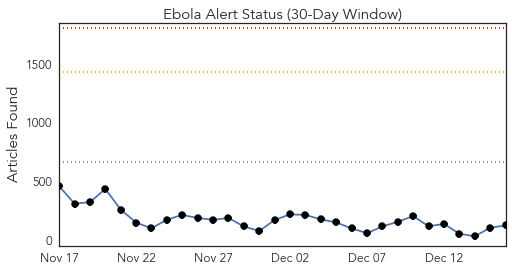 Ebola Alert Status (30-Day Window)
Articles Found
1500
1000
500
0
Nov 17 Nov 22 Nov 27 Dec 02 Dec 07 Dec 12